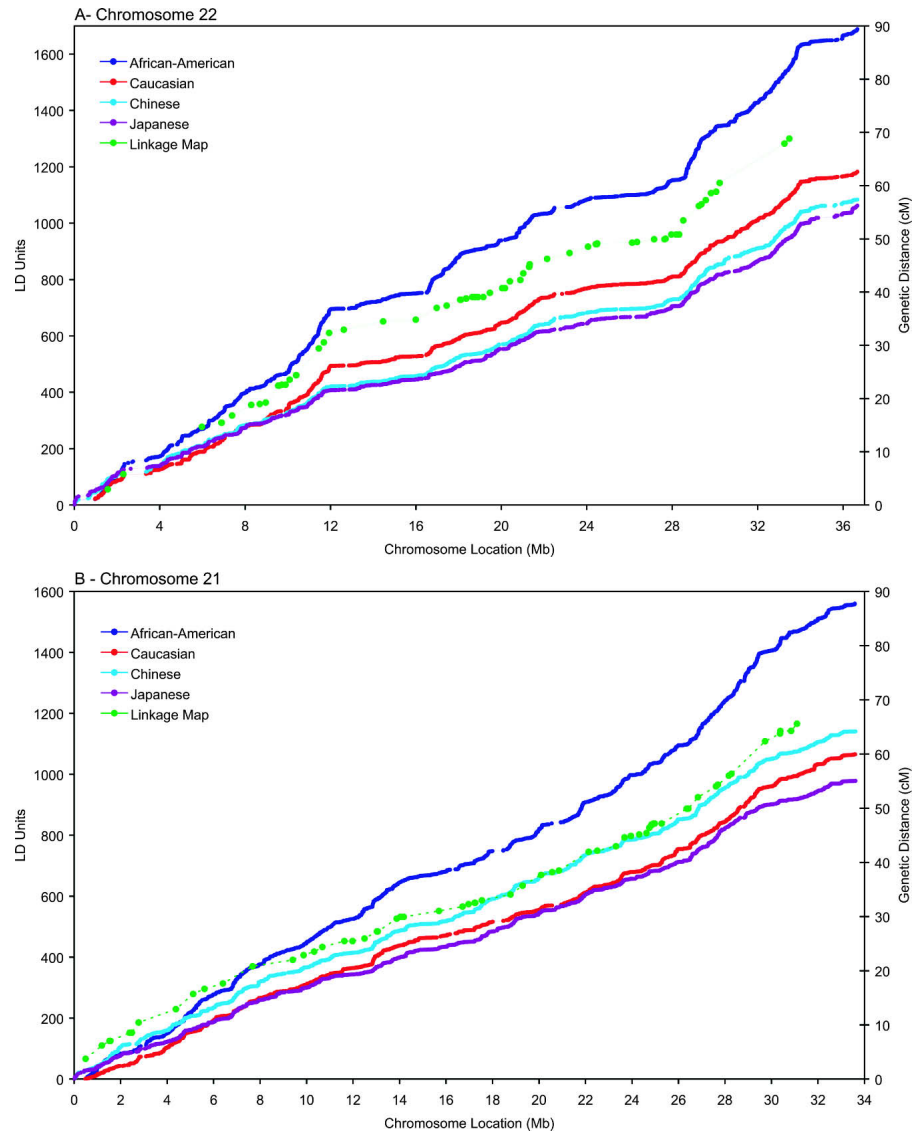 A- Chromosome 22
African-American
Caucasian
Chinese
Japanese
Linkage Map
LD Units
0
200
400
600
800
1000
1200
1400
1600
Genetic Distance (cM)
0
10
20
30
40
50
60
70
80
90
0 4 8 12 16 20 24 28 32 36
Chromosome Location (Mb)
B - Chromosome 21
African-American
Caucasian
Chinese
Japanese
Linkage Map
LD Units
0
200
400
600
800
1000
1200
1400
1600
Genetic Distance (cM)
0
10
20
30
40
50
60
70
80
90
0 2 4 6 8 10 12 14 16 18 20 22 24 26 28 30 32 34
Chromosome Location (Mb)